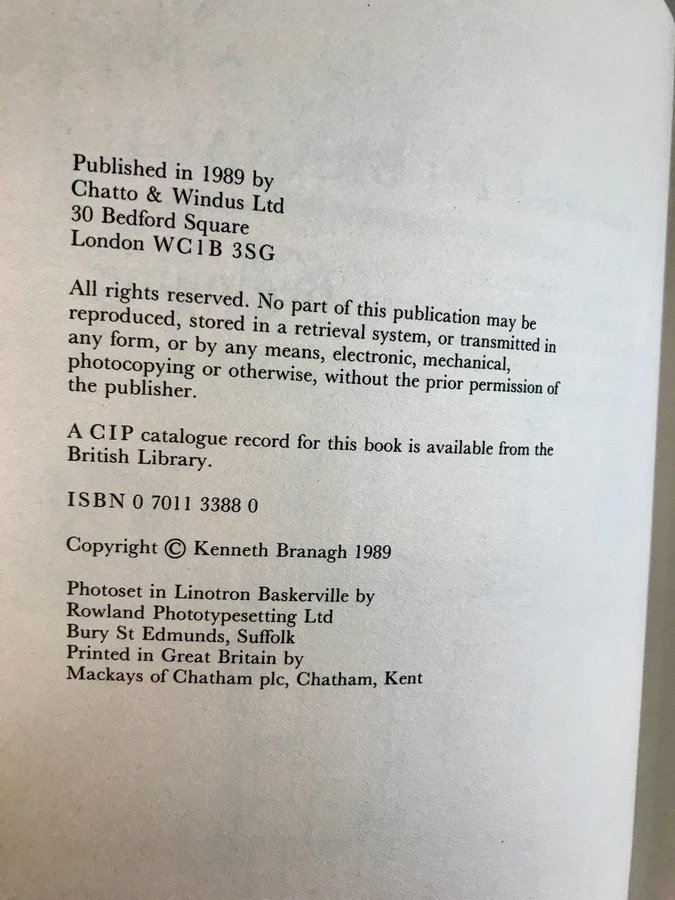 Published in 1989 by
Chatto & Windus Ltd
30 Bedford Square
London WC1B 3SG
All rights reserved. No part of this publication may be
reproduced, stored in a retrieval system, or transmitted in
any form, or by any means, electronic, mechanical,
photocopying or otherwise, without the prior permission of
the publisher.
A CIP catalogue record for this book is available from the
British Library.
ISBN 0 7011 3388 0
Copyright © Kenneth Branagh 1989
Photoset in Linotron Baskerville by
Rowland Phototypesetting Ltd
Bury St Edmunds, Suffolk
Printed in Great Britain by
Mackays of Chatham plc, Chatham, Kent